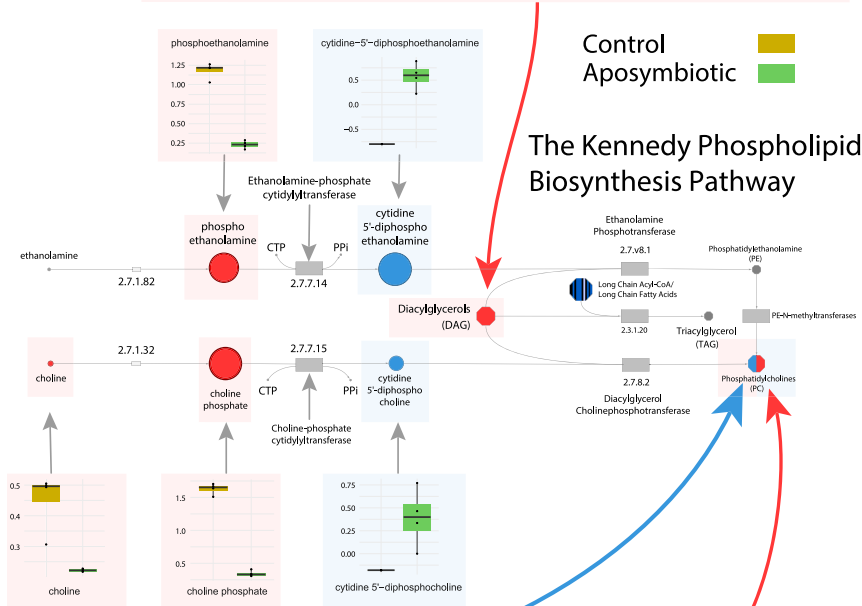 phosphoethanolamine
1.25
1.00
0.75
0.50
0.25
cytidine-5'-diphosphoethanolamine
0.5
−0.5
Control
Aposymbiotic
The Kennedy Phospholipid
Biosynthesis Pathway
Ethanolamine-phosphate
cytidylyltransferase
phospho
ethanolamine
cytidine
5'-diphospho
ethanolamine
ethanolamine
2.7.1.82
CTP
PPi
2.7.7.14
Ethanolamine
Phosphotransferase
2.7.v8.1
Phosphatidylethanolamine
(PE)
Long Chain Acyl-CoA/
Long Chain Fatty Acids
Diacylglycerols
(DAG)
2.3.1.20
Triacylglycerol
(TAG)
PE-N-methyltransferases
choline
2.7.1.32
choline
phosphate
2.7.7.15
CTP
PPi
Choline-phosphate
cytidylyltransferase
cytidine
5'-diphospho
choline
2.7.8.2
Diacylglycerol
Cholinephosphotransferase
Phosphatidylcholines
(PC)
0.5
0.4
0.3
choline
1.5
1.0
0.5
choline phosphate
0.75
0.50
0.25
0.00
cytidine 5'−diphosphocholine